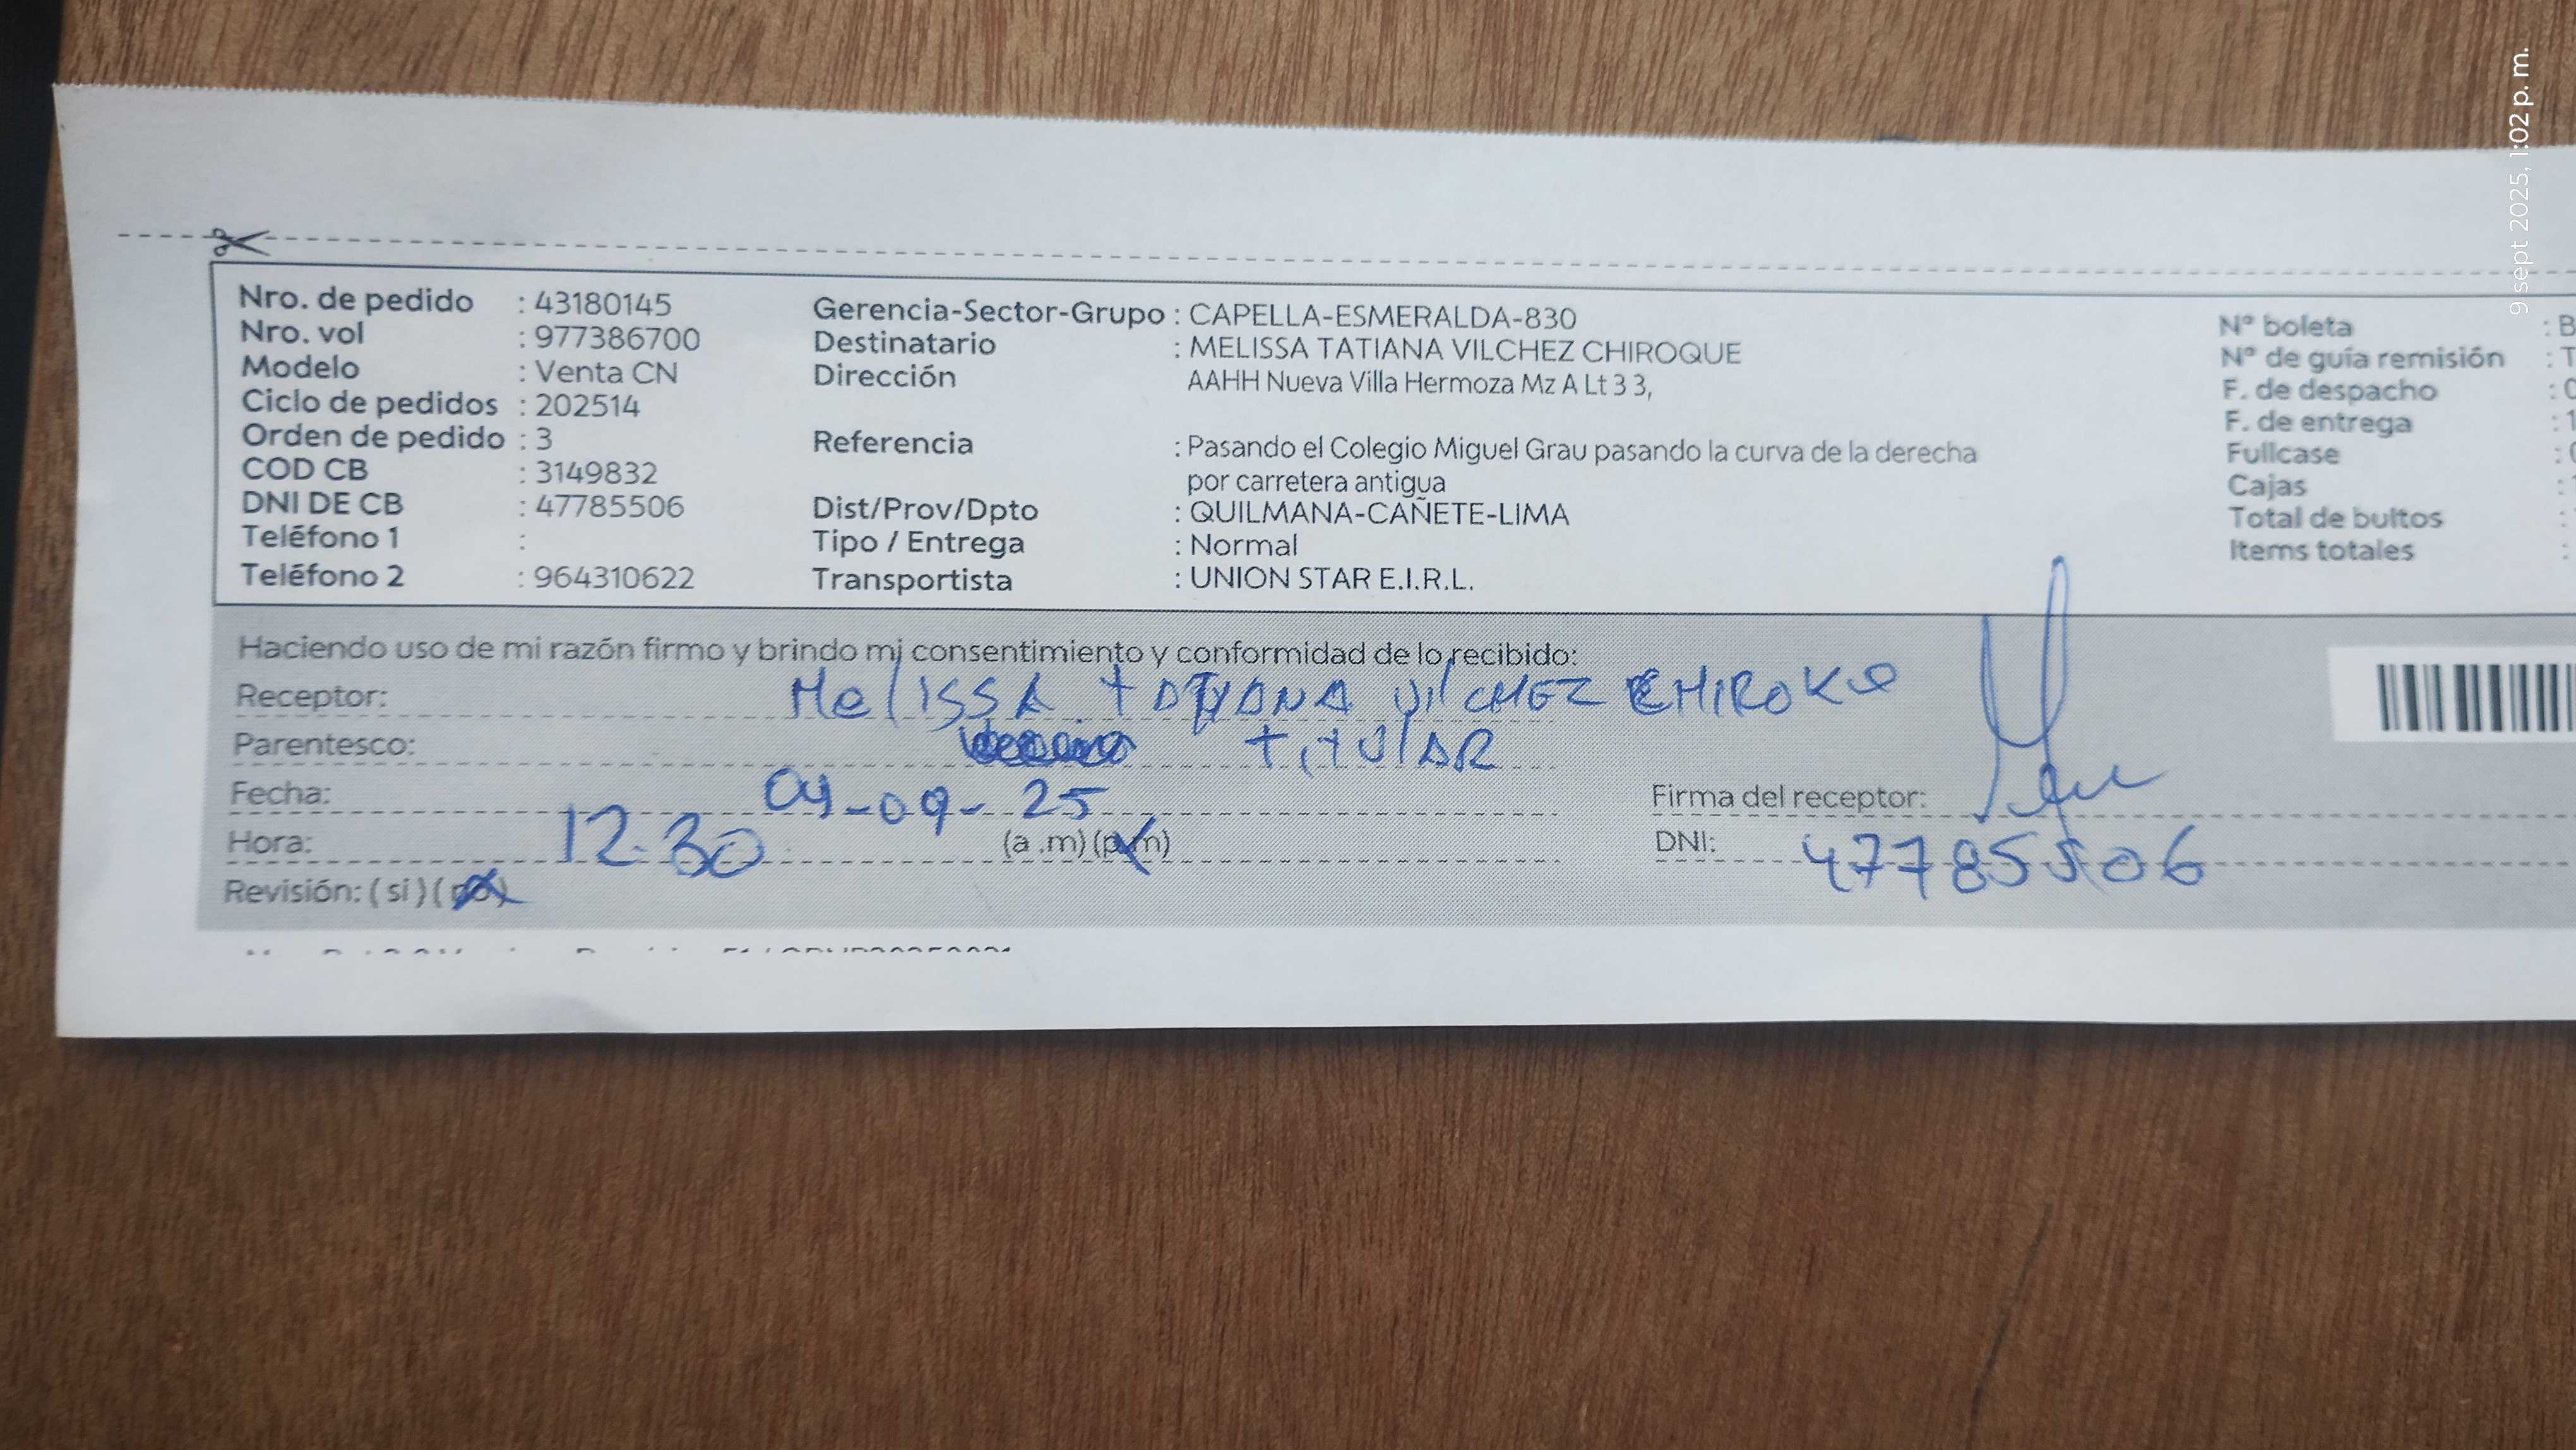 9 sept 2025, 1:02 p. m.
Nro. de pedido : 43180145
Nro. vol : 977386700
Modelo : Venta CN
Ciclo de pedidos : 202514
Orden de pedido : 3
COD CB : 3149832
DNI DE CB : 47785506
Teléfono 1 :
Teléfono 2 : 964310622
Gerencia-Sector-Grupo : CAPELLA-ESMERALDA-830
Destinatario : MELISSA TATIANA VILCHEZ CHIROQUE
Dirección AAHH Nueva Villa Hermoza Mz A Lt 3 3,
Referencia : Pasando el Colegio Miguel Grau pasando la curva de la derecha
por carretera antigua
Dist/Prov/Dpto : QUILMANA-CAÑETE-LIMA
Tipo / Entrega : Normal
Transportista : UNION STAR E.I.R.L.
N° boleta : B
N° de guía remisión : T
F. de despacho : 0
F. de entrega : 1
Fullcase : 0
Cajas :
Total de bultos :
Items totales :
Haciendo uso de mi razón firmo y brindo mi consentimiento y conformidad de lo recibido:
Receptor: MelISSA VilCHEZ
Parentesco: titulAR
Fecha: 09-09-25
Hora: 12.30 (a .m) (p.m)
Revisión: ( si ) ( no )
Firma del receptor:
DNI: 47785506